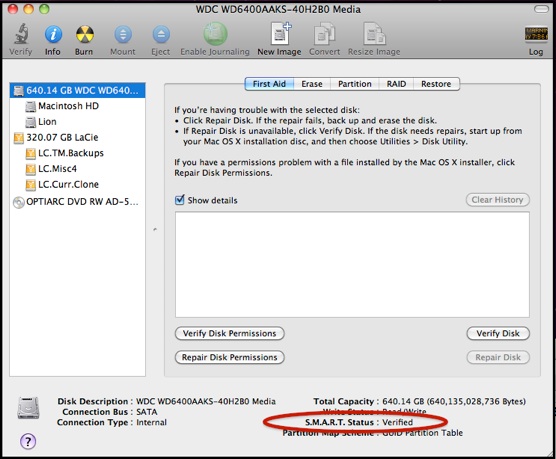 WDC WD6400AAKS-40H2B0 Media
Verify Info Burn Mount Eject Enable Journaling New Image Convert Resize Image Log
640.14 GB WDC WD640...
Macintosh HD
Lion
320.07 GB LaCie
LC.TM.Backups
LC.Misc4
LC.Curr.Clone
OPTIARC DVD RW AD-5...
First Aid Erase Partition RAID Restore
If you're having trouble with the selected disk:
• Click Repair Disk. If the repair fails, back up and erase the disk.
• If Repair Disk is unavailable, click Verify Disk. If the disk needs repairs, start up from
your Mac OS X installation disc, and then choose Utilities > Disk Utility.
If you have a permissions problem with a file installed by the Mac OS X installer, click
Repair Disk Permissions.
Show details
Clear History
Verify Disk Permissions Verify Disk
Repair Disk Permissions Repair Disk
Disk Description : WDC WD6400AAKS-40H2B0 Media
Connection Bus : SATA
Connection Type : Internal
Total Capacity : 640.14 GB (640,135,028,736 Bytes)
Write Status : Read/Write
S.M.A.R.T. Status : Verified
Partition Map Scheme : GUID Partition Table
?